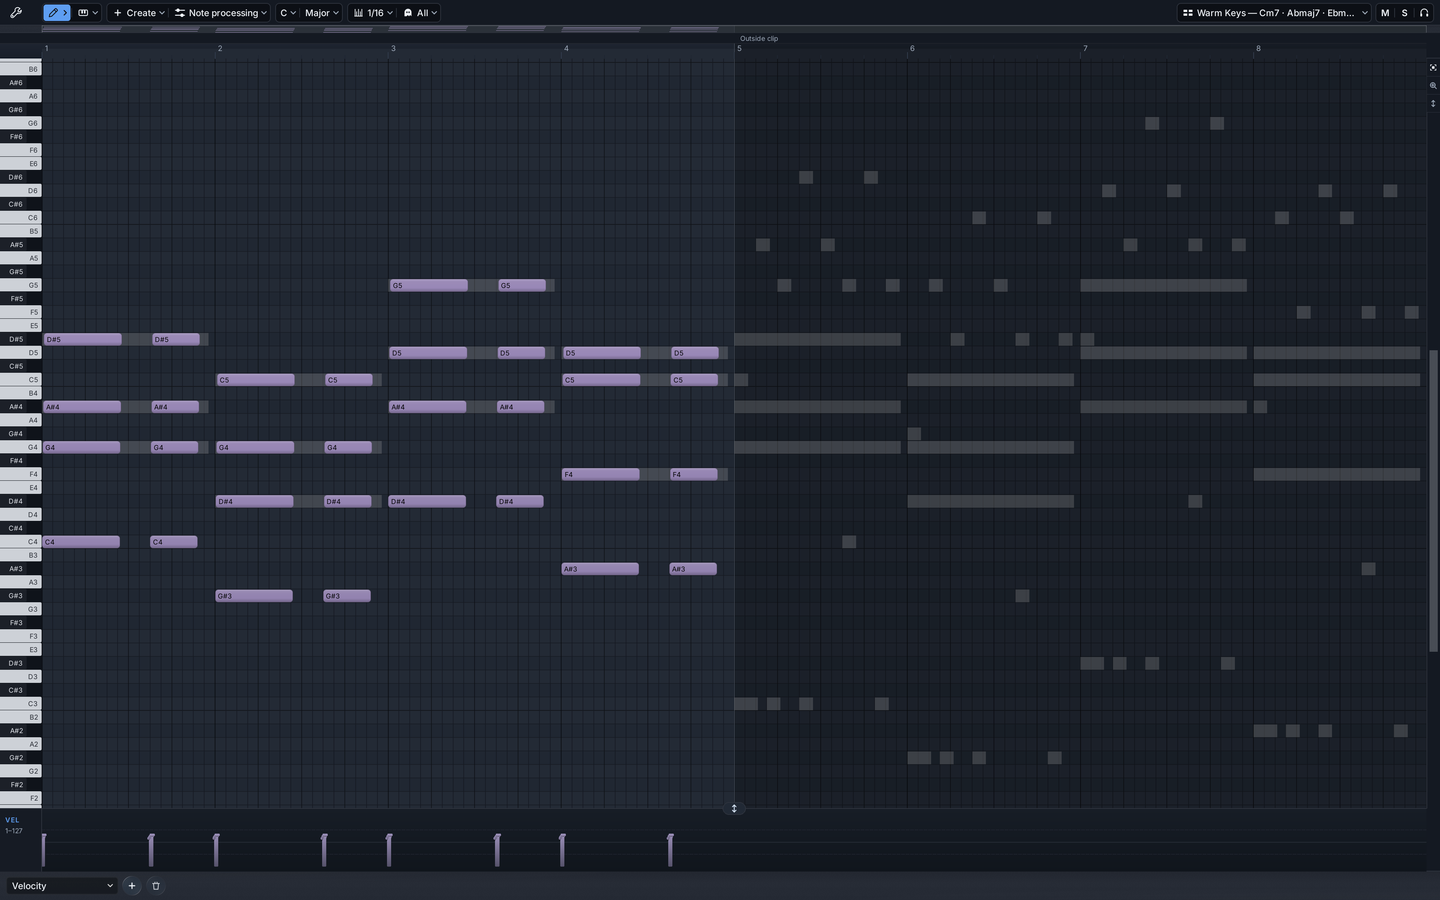 Create Note processing C Major 1/16 All Warm Keys — Cm7 · Abmaj7 · Ebm... M S
Outside clip
1 2 3 4 5 6 7 8
B6
A#6
A6
G#6
G6
F#6
F6
E6
D#6
D6
C#6
C6
B5
A#5
A5
G#5
G5 G5 G5
F#5
F5
E5
D#5 D#5 D#5
D5 D5 D5 D5 D5
C#5
C5 C5 C5 C5 C5
B4
A#4 A#4 A#4 A#4 A#4
A4
G#4
G4 G4 G4 G4 G4
F#4
F4 F4 F4
E4
D#4 D#4 D#4 D#4 D#4
D4
C#4
C4 C4 C4
B3
A#3 A#3 A#3
A3
G#3 G#3 G#3
G3
F#3
F3
E3
D#3
D3
C#3
C3
B2
A#2
A2
G#2
G2
F#2
F2
VEL
1–127
Velocity